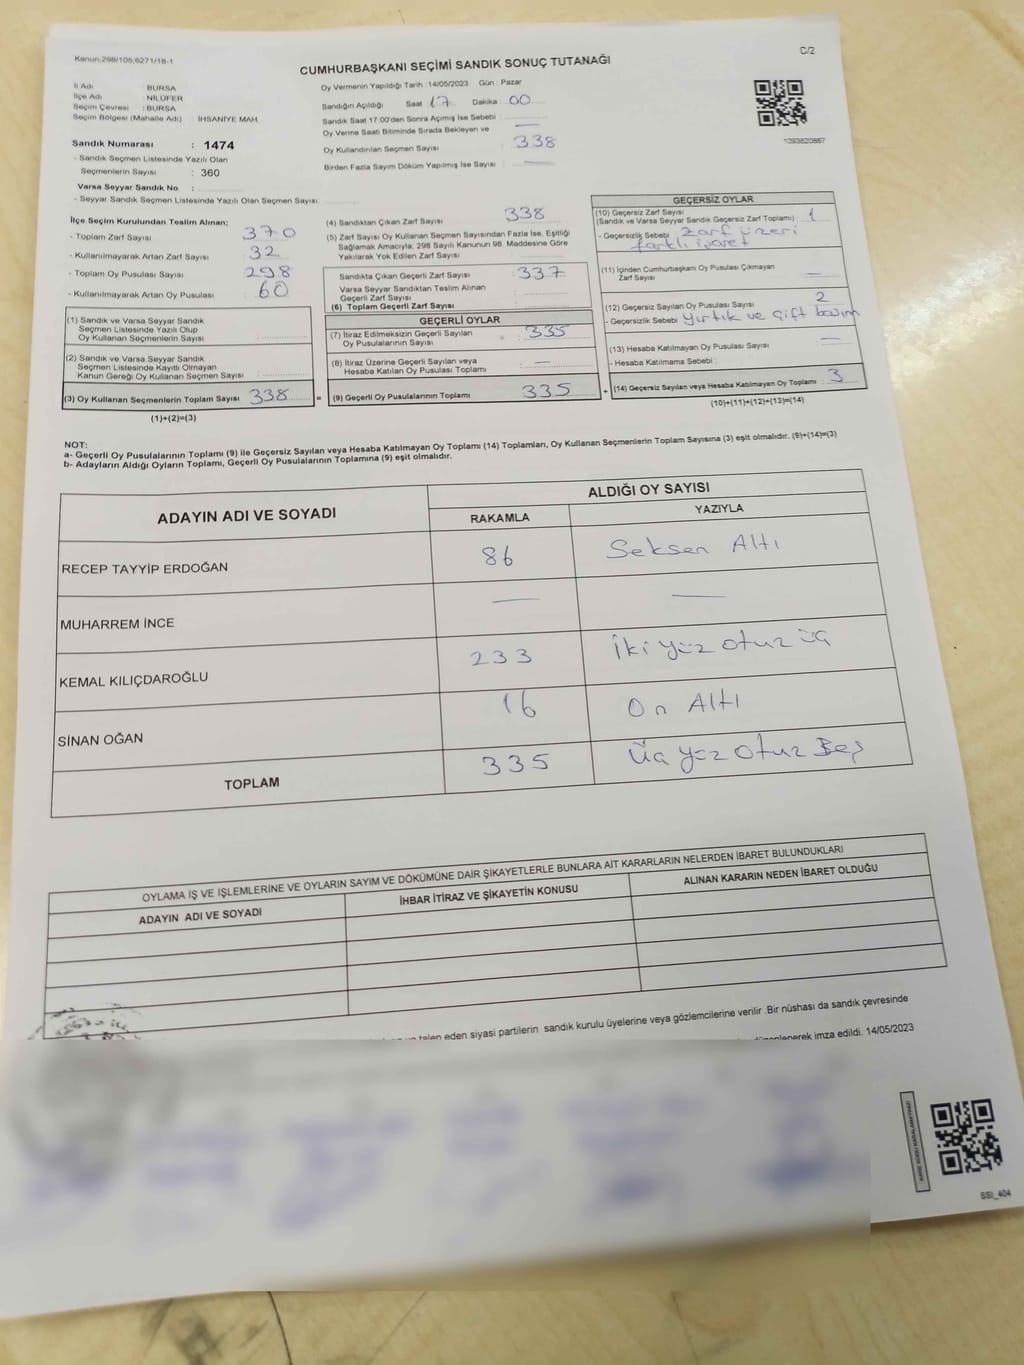 Kanun,298/105,6271/18-1
C/2
CUMHURBAŞKANI SEÇİMİ SANDIK SONUÇ TUTANAĞI
İl Adı : BURSA
İlçe Adı : NİLÜFER
Seçim Çevresi : BURSA
Seçim Bölgesi (Mahalle Adı) : İHSANİYE MAH.
Sandık Numarası : 1474
- Sandık Seçmen Listesinde Yazılı Olan
Seçmenlerin Sayısı : 360
Varsa Seyyar Sandık No :
- Seyyar Sandık Seçmen Listesinde Yazılı Olan Seçmen Sayısı:
Oy Vermenin Yapıldığı Tarih :14/05/2023 Gün : Pazar
Sandığın Açıldığı Saat 17 Dakika 00
Sandık Saat 17:00'den Sonra Açımış İse Sebebi : —
Oy Verme Saati Bitiminde Sırada Bekleyen ve
Oy Kullandırılan Seçmen Sayısı : 338
Birden Fazla Sayım Döküm Yapılmış İse Sayısı : —
1093820867
İlçe Seçim Kurulundan Teslim Alınan;
- Toplam Zarf Sayısı : 370
- Kullanılmayarak Artan Zarf Sayısı : 32
- Toplam Oy Pusulası Sayısı : 298
- Kullanılmayarak Artan Oy Pusulası : 60
(1) Sandık ve Varsa Seyyar Sandık
Seçmen Listesinde Yazılı Olup
Oy Kullanan Seçmenlerin Sayısı :
(2) Sandık ve Varsa Seyyar Sandık
Seçmen Listesinde Kayıtlı Olmayan
Kanun Gereği Oy Kullanan Seçmen Sayısı :
(3) Oy Kullanan Seçmenlerin Toplam Sayısı : 338
(1)+(2)=(3)
(4) Sandıktan Çıkan Zarf Sayısı : 338
(5) Zarf Sayısı Oy Kullanan Seçmen Sayısından Fazla İse, Eşitliği
Sağlamak Amacıyla, 298 Sayılı Kanunun 98. Maddesine Göre
Yakılarak Yok Edilen Zarf Sayısı :
Sandıkta Çıkan Geçerli Zarf Sayısı : 337
Varsa Seyyar Sandıktan Teslim Alınan
Geçerli Zarf Sayısı :
(6) Toplam Geçerli Zarf Sayısı :
GEÇERLİ OYLAR
(7) İtiraz Edilmeksizin Geçerli Sayılan
Oy Pusulalarının Sayısı : 335
(8) İtiraz Üzerine Geçerli Sayılan veya
Hesaba Katılan Oy Pusulası Toplamı : —
= (9) Geçerli Oy Pusulalarının Toplamı : 335
GEÇERSİZ OYLAR
(10) Geçersiz Zarf Sayısı
(Sandık ve Varsa Seyyar Sandık Geçersiz Zarf Toplamı) : 1
- Geçersizlik Sebebi : Zarf üzeri
farklı işaret
(11) İçinden Cumhurbaşkanı Oy Pusulası Çıkmayan
Zarf Sayısı : —
(12) Geçersiz Sayılan Oy Pusulası Sayısı : 2
- Geçersizlik Sebebi : Yırtık ve çift basım
(13) Hesaba Katılmayan Oy Pusulası Sayısı : —
- Hesaba Katılmama Sebebi :
+ (14) Geçersiz Sayılan veya Hesaba Katılmayan Oy Toplamı : 3
(10)+(11)+(12)+(13)=(14)
NOT:
a- Geçerli Oy Pusulalarının Toplamı (9) ile Geçersiz Sayılan veya Hesaba Katılmayan Oy Toplamı (14) Toplamları, Oy Kullanan Seçmenlerin Toplam Sayısına (3) eşit olmalıdır. (9)+(14)=(3)
b- Adayların Aldığı Oyların Toplamı, Geçerli Oy Pusulalarının Toplamına (9) eşit olmalıdır.
ADAYIN ADI VE SOYADI
ALDIĞI OY SAYISI
RAKAMLA YAZIYLA
RECEP TAYYİP ERDOĞAN 86 Seksen Altı
MUHARREM İNCE — —
KEMAL KILIÇDAROĞLU 233 İki yüz otuz üç
SİNAN OĞAN 16 On Altı
TOPLAM 335 Üç yüz otuz Beş
OYLAMA İŞ VE İŞLEMLERİNE VE OYLARIN SAYIM VE DÖKÜMÜNE DAİR ŞİKAYETLERLE BUNLARA AİT KARARLARIN NELERDEN İBARET BULUNDUKLARI
ADAYIN ADI VE SOYADI İHBAR İTİRAZ VE ŞİKAYETİN KONUSU ALINAN KARARIN NEDEN İBARET OLDUĞU
talen eden siyasi partilerin sandık kurulu üyelerine veya gözlemcilerine verilir .Bir nüshası da sandık çevresinde
düzenlenerek imza edildi. 14/05/2023
SSI_404